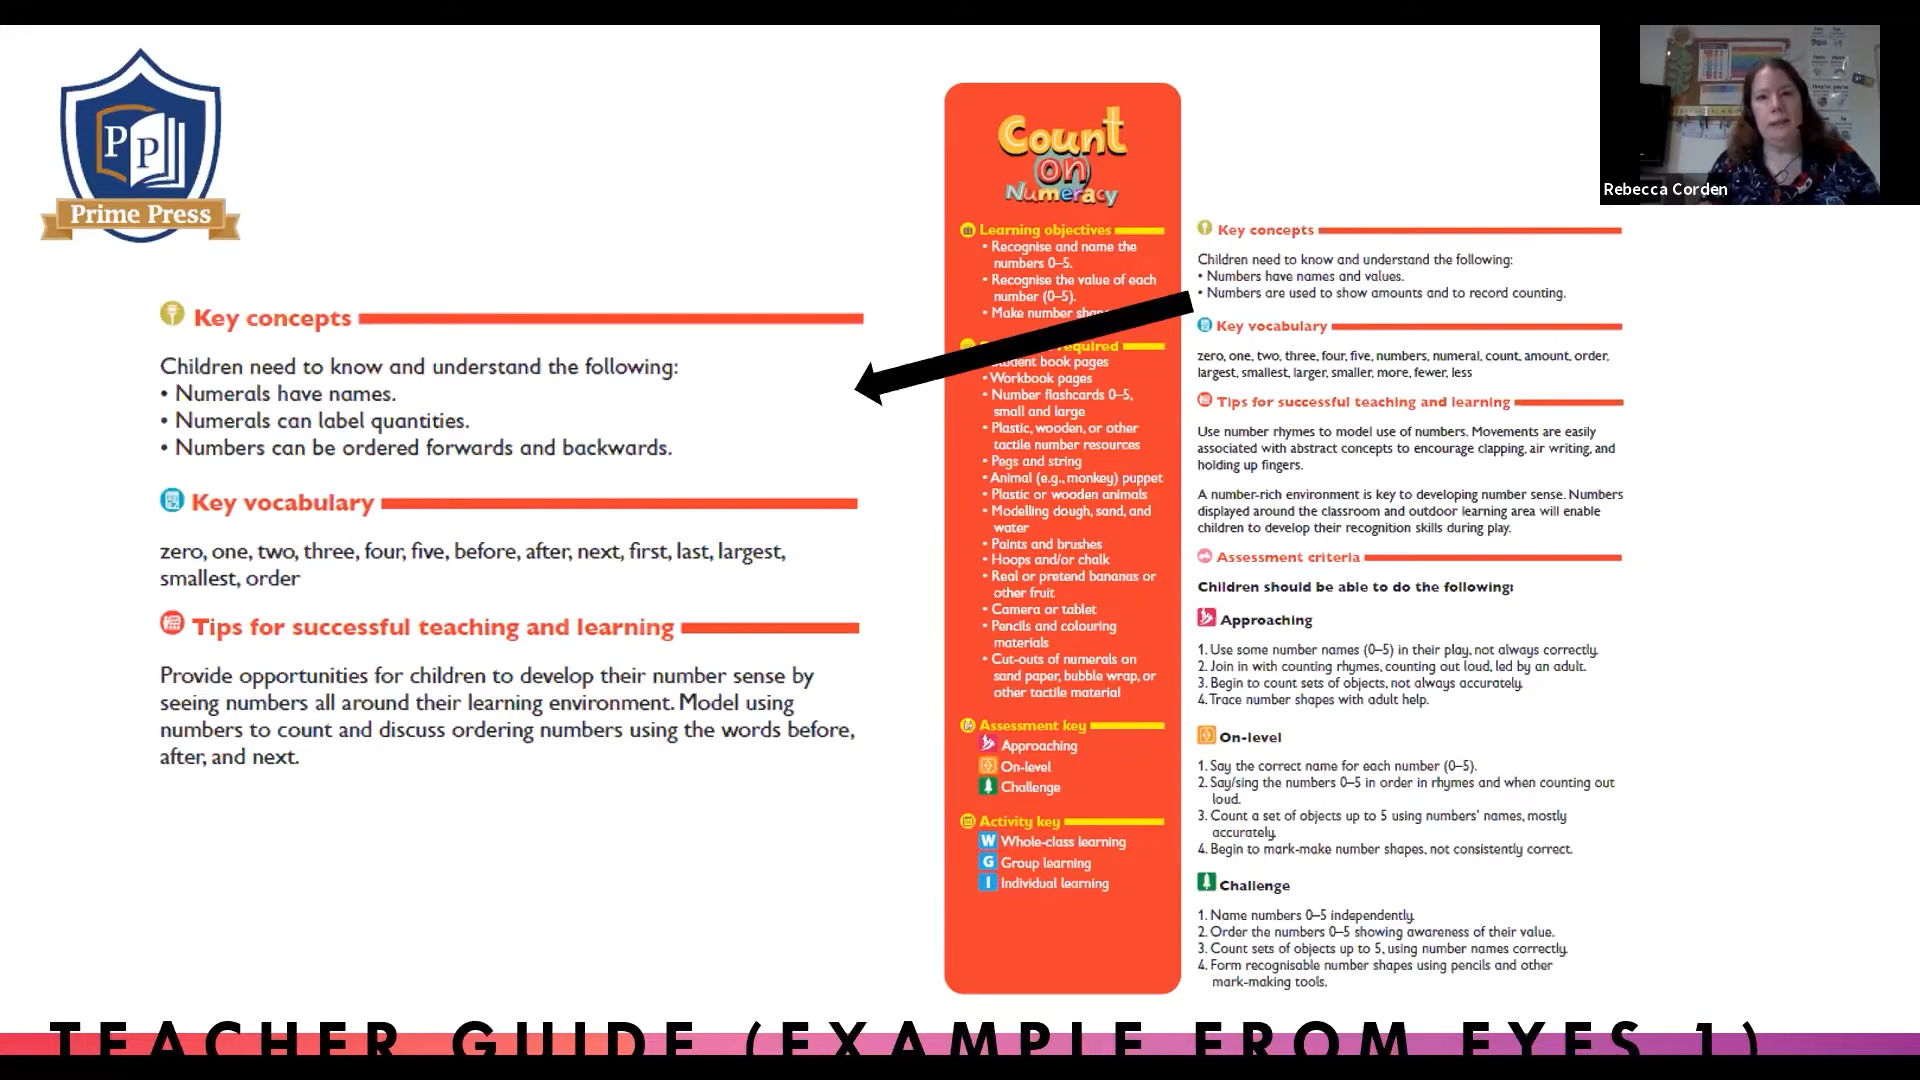 PP
Prime Press
Key concepts
Children need to know and understand the following:
• Numerals have names.
• Numerals can label quantities.
• Numbers can be ordered forwards and backwards.
Key vocabulary
zero, one, two, three, four, five, before, after, next, first, last, largest,
smallest, order
Tips for successful teaching and learning
Provide opportunities for children to develop their number sense by
seeing numbers all around their learning environment. Model using
numbers to count and discuss ordering numbers using the words before,
after, and next.
Count
on
Numeracy
Learning objectives
• Recognise and name the
numbers 0–5.
• Recognise the value of each
number (0–5).
• Make number
required
Student book pages
• Workbook pages
• Number flashcards 0–5,
small and large
• Plastic, wooden, or other
tactile number resources
• Pegs and string
• Animal (e.g., monkey) puppet
• Plastic or wooden animals
• Modelling dough, sand, and
water
• Paints and brushes
• Hoops and/or chalk
• Real or pretend bananas or
other fruit
• Camera or tablet
• Pencils and colouring
materials
• Cut-outs of numerals on
sand paper, bubble wrap, or
other tactile material
Assessment key
Approaching
On-level
Challenge
Activity key
W Whole-class learning
G Group learning
I Individual learning
Key concepts
Children need to know and understand the following:
• Numbers have names and values.
• Numbers are used to show amounts and to record counting.
Key vocabulary
zero, one, two, three, four, five, numbers, numeral, count, amount, order,
largest, smallest, larger, smaller, more, fewer, less
Tips for successful teaching and learning
Use number rhymes to model use of numbers. Movements are easily
associated with abstract concepts to encourage clapping, air writing, and
holding up fingers.
A number-rich environment is key to developing number sense. Numbers
displayed around the classroom and outdoor learning area will enable
children to develop their recognition skills during play.
Assessment criteria
Children should be able to do the following:
Approaching
1. Use some number names (0–5) in their play, not always correctly.
2. Join in with counting rhymes, counting out loud, led by an adult.
3. Begin to count sets of objects, not always accurately.
4. Trace number shapes with adult help.
On-level
1. Say the correct name for each number (0–5).
2. Say/sing the numbers 0–5 in order in rhymes and when counting out
loud.
3. Count a set of objects up to 5 using numbers' names, mostly
accurately.
4. Begin to mark-make number shapes, not consistently correct.
Challenge
1. Name numbers 0–5 independently.
2. Order the numbers 0–5 showing awareness of their value.
3. Count sets of objects up to 5, using number names correctly.
4. Form recognisable number shapes using pencils and other
mark-making tools.
Rebecca Corden
TEACHER GUIDE (EXAMPLE FROM EYFS 1)